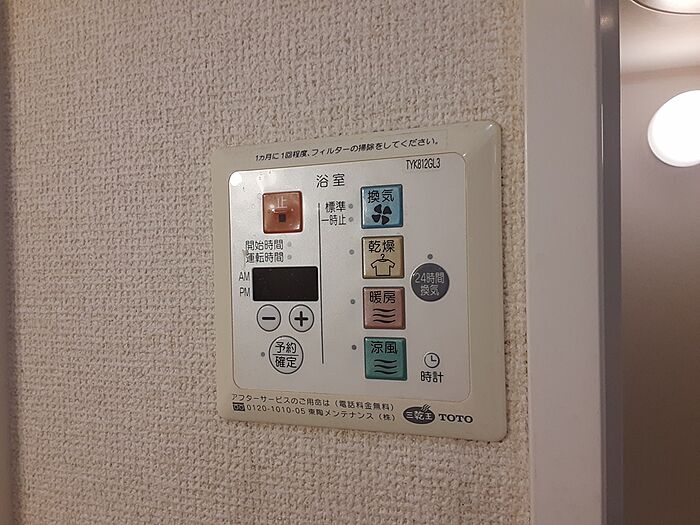 1ヵ月に1回程度、フィルターの掃除をしてください。
TYK812GL3
浴室
止
標準
一時止
換気
開始時間
運転時間
乾燥
AM
PM
24時間
換気
暖房
− +
予約
確定
涼風
時計
アフターサービスのご用命は(電話料金無料)
0120-1010-05 東陶メンテナンス(株)
三乾王 TOTO